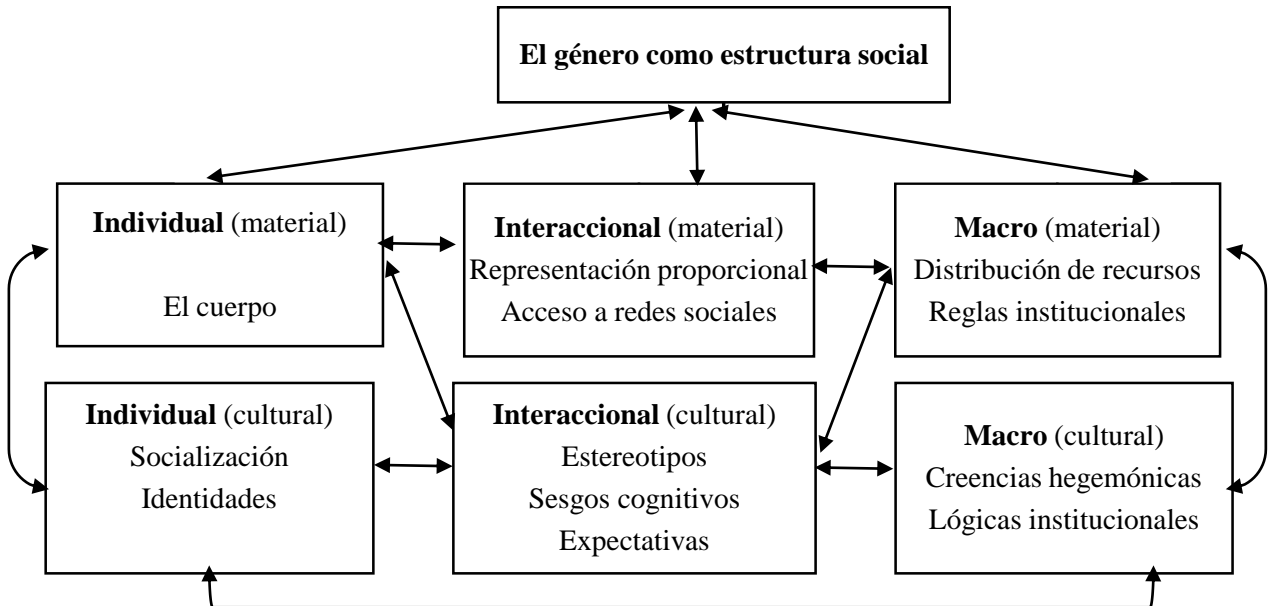 El género como estructura social
Individual (material)
El cuerpo
Interaccional (material)
Representación proporcional
Acceso a redes sociales
Macro (material)
Distribución de recursos
Reglas institucionales
Individual (cultural)
Socialización
Identidades
Interaccional (cultural)
Estereotipos
Sesgos cognitivos
Expectativas
Macro (cultural)
Creencias hegemónicas
Lógicas institucionales